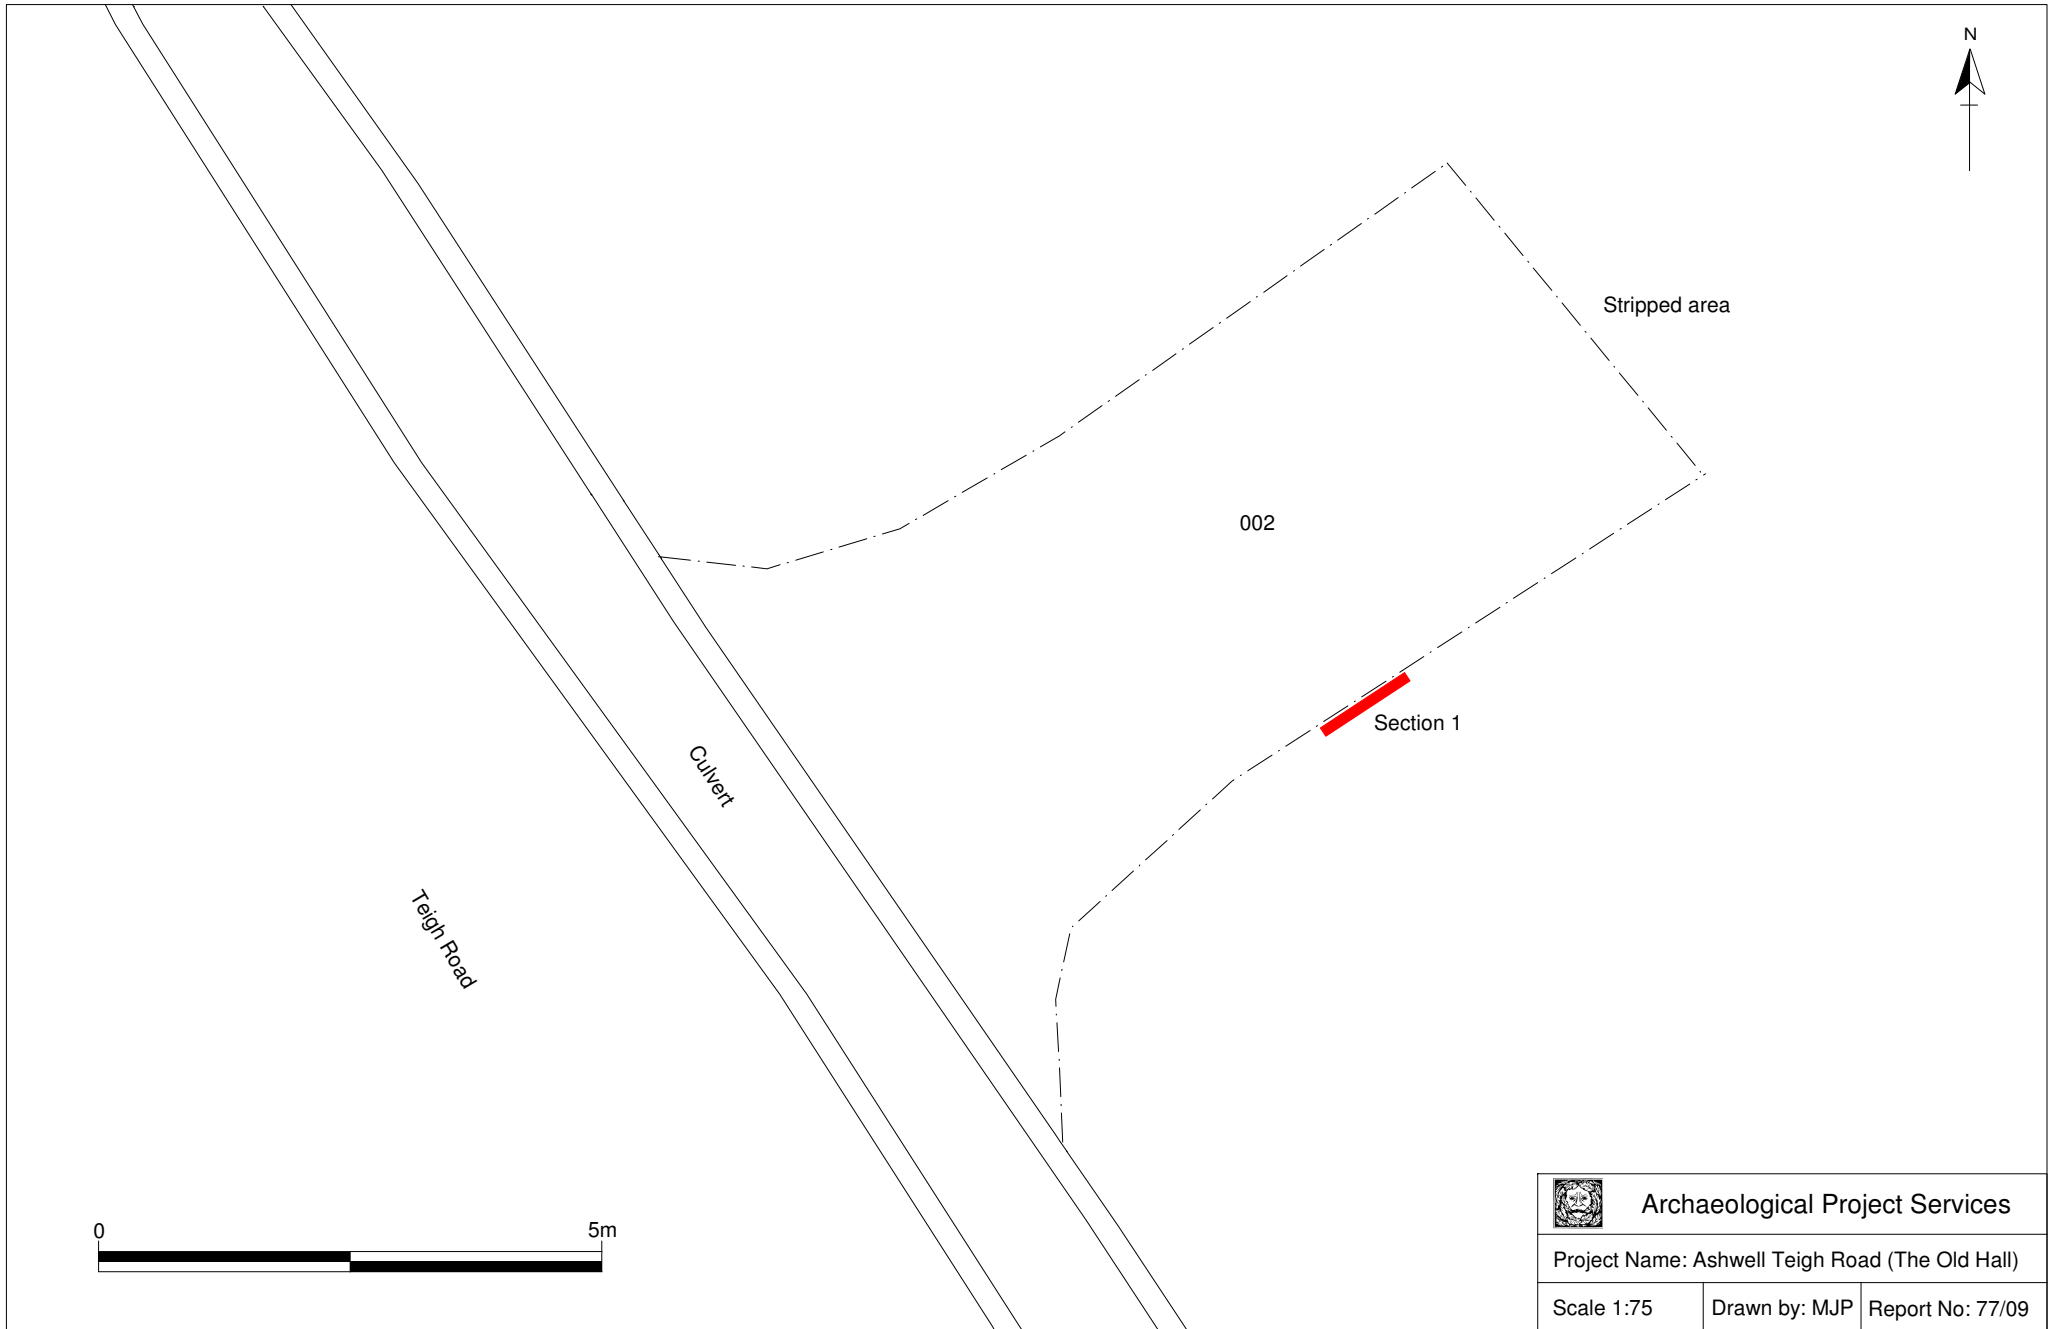 N
Stripped area
002
Section 1
Culvert
Teigh Road
0 5m
Archaeological Project Services
Project Name: Ashwell Teigh Road (The Old Hall)
Scale 1:75 Drawn by: MJP Report No: 77/09